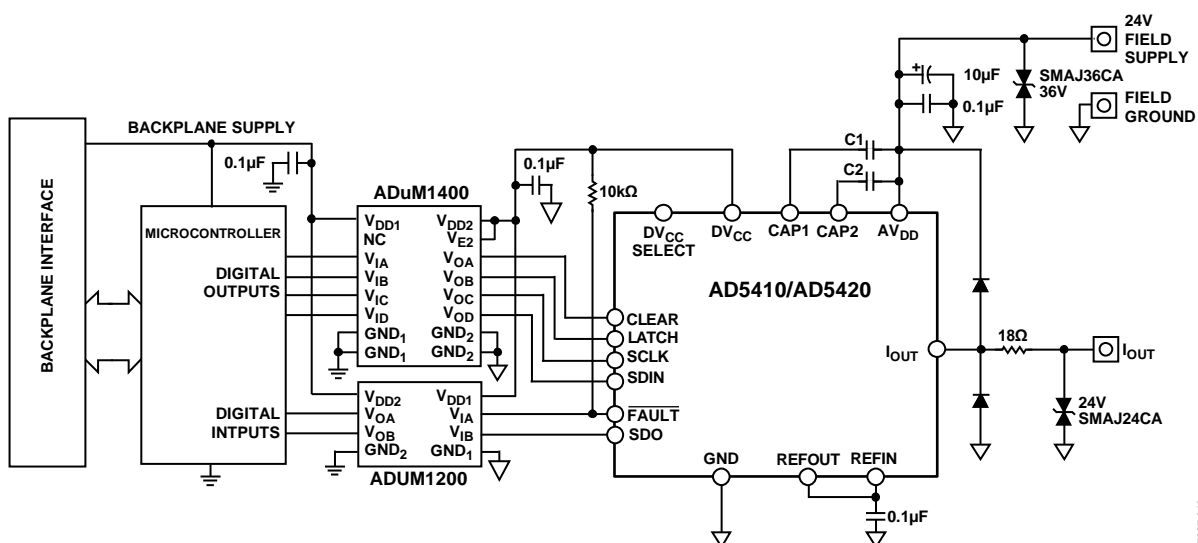 24V
FIELD
SUPPLY
10µF
SMAJ36CA
36V
0.1µF
FIELD
GROUND
BACKPLANE SUPPLY
C1
0.1µF
0.1µF
ADuM1400
10kΩ
C2
BACKPLANE INTERFACE
MICROCONTROLLER
DIGITAL
OUTPUTS
DIGITAL
INTPUTS
VDD1
NC
VIA
VIB
VIC
VID
GND1
GND1
VDD2
VE2
VOA
VOB
VOC
VOD
GND2
GND2
VDD2
VOA
VOB
GND2
VDD1
VIA
VIB
GND1
ADUM1200
DVCC
SELECT
DVCC
CAP1
CAP2
AVDD
AD5410/AD5420
CLEAR
LATCH
SCLK
SDIN
FAULT
SDO
IOUT
18Ω
IOUT
24V
SMAJ24CA
GND
REFOUT
REFIN
0.1µF